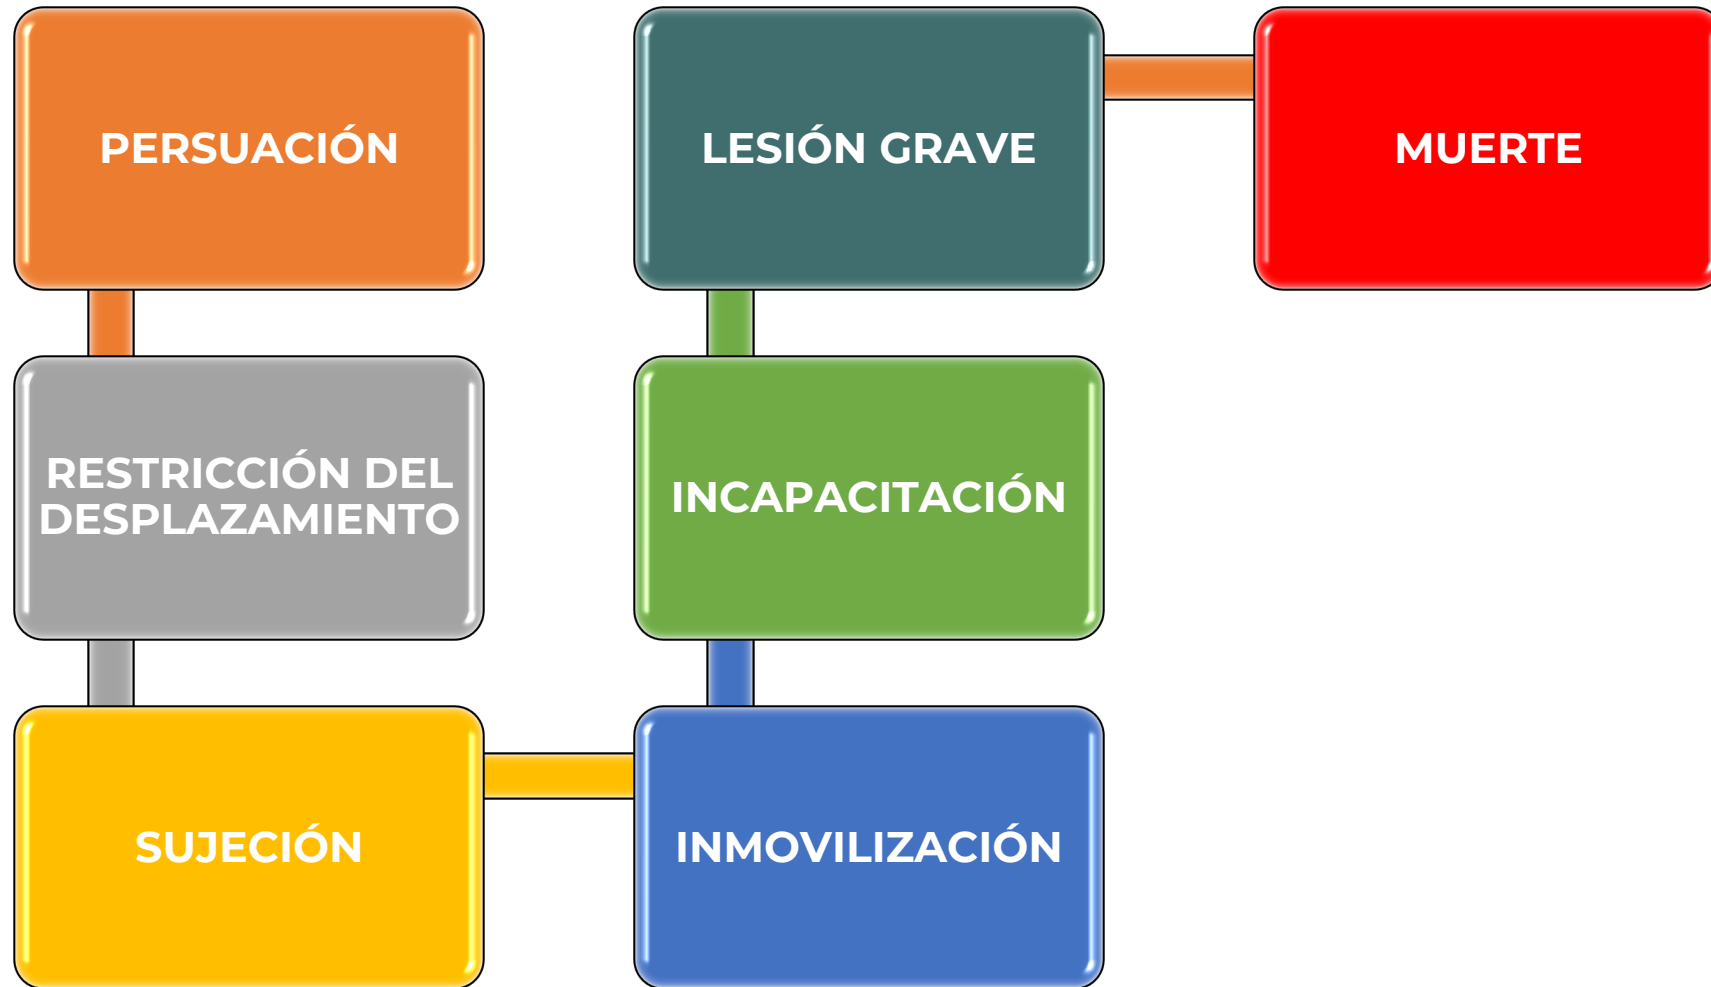 PERSUACIÓN
RESTRICCIÓN DEL
DESPLAZAMIENTO
SUJECIÓN
INMOVILIZACIÓN
INCAPACITACIÓN
LESIÓN GRAVE
MUERTE